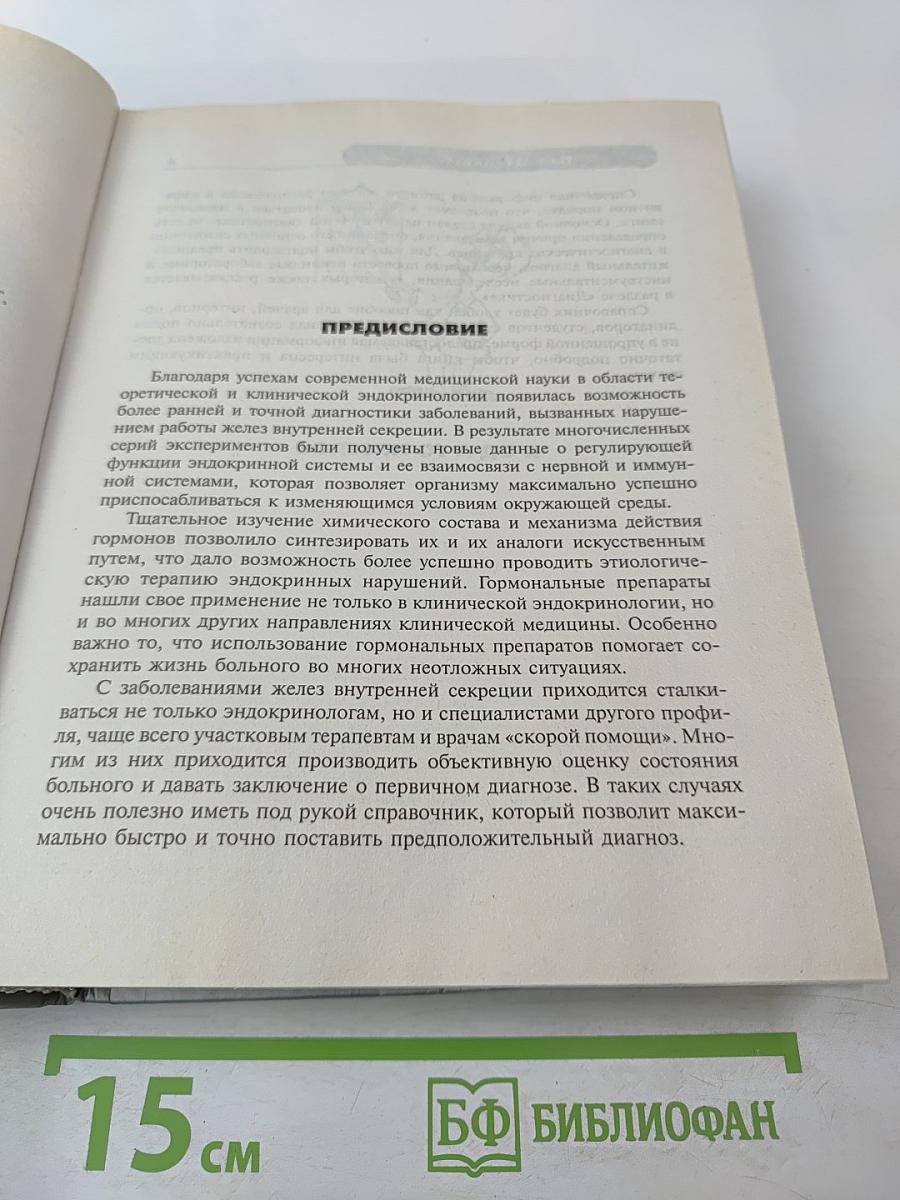 ПРЕДИСЛОВИЕ
Благодаря успехам современной медицинской науки в области те-
оретической и клинической эндокринологии появилась возможность
более ранней и точной диагностики заболеваний, вызванных наруше-
нием работы желез внутренней секреции. В результате многочисленных
серий экспериментов были получены новые данные о регулирующей
функции эндокринной системы и ее взаимосвязи с нервной и иммун-
ной системами, которая позволяет организму максимально успешно
приспосабливаться к изменяющимся условиям окружающей среды.
Тщательное изучение химического состава и механизма действия
гормонов позволило синтезировать их и их аналоги искусственным
путем, что дало возможность более успешно проводить этиологиче-
скую терапию эндокринных нарушений. Гормональные препараты
нашли свое применение не только в клинической эндокринологии, но
и во многих других направлениях клинической медицины. Особенно
важно то, что использование гормональных препаратов помогает со-
хранить жизнь больного во многих неотложных ситуациях.
С заболеваниями желез внутренней секреции приходится сталки-
ваться не только эндокринологам, но и специалистами другого профи-
ля, чаще всего участковым терапевтам и врачам «скорой помощи». Мно-
гим из них приходится производить объективную оценку состояния
больного и давать заключение о первичном диагнозе. В таких случаях
очень полезно иметь под рукой справочник, который позволит макси-
мально быстро и точно поставить предположительный диагноз.
15 см
БФ БИБЛИОФАН